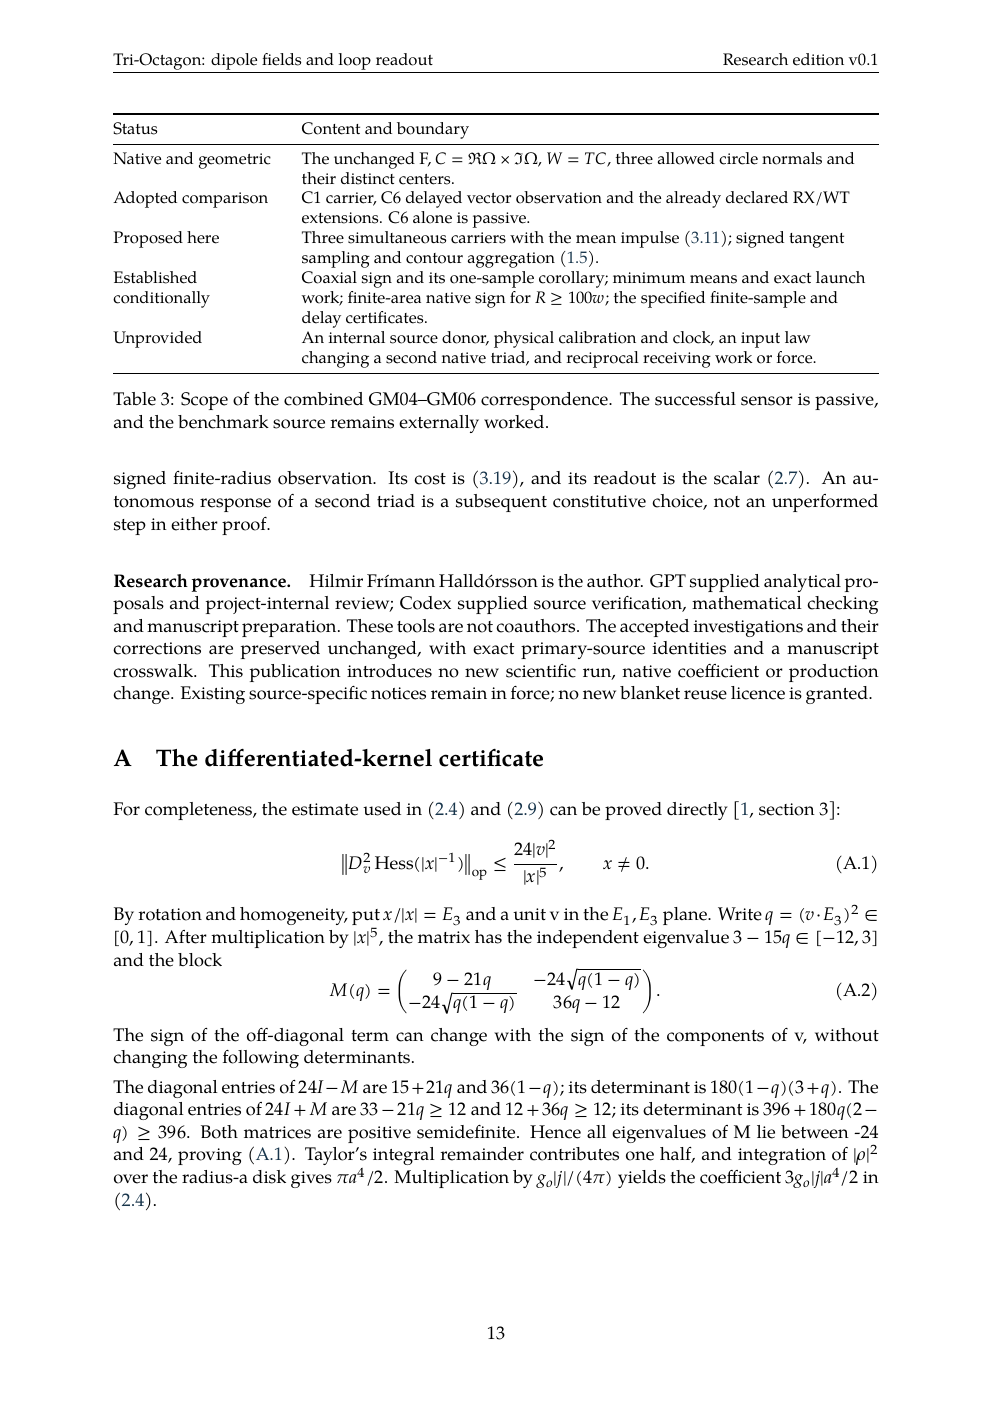 Tri-Octagon: dipole fields and loop readout Research edition v0.1
Status Content and boundary
Native and geometric The unchanged F, C = ℜΩ × ℑΩ, W = TC, three allowed circle normals and
their distinct centers.
Adopted comparison C1 carrier, C6 delayed vector observation and the already declared RX/WT
extensions. C6 alone is passive.
Proposed here Three simultaneous carriers with the mean impulse (3.11); signed tangent
sampling and contour aggregation (1.5).
Established Coaxial sign and its one-sample corollary; minimum means and exact launch
conditionally work; finite-area native sign for R ≥ 100w; the specified finite-sample and
delay certificates.
Unprovided An internal source donor, physical calibration and clock, an input law
changing a second native triad, and reciprocal receiving work or force.
Table 3: Scope of the combined GM04–GM06 correspondence. The successful sensor is passive,
and the benchmark source remains externally worked.
signed finite-radius observation. Its cost is (3.19), and its readout is the scalar (2.7). An au-
tonomous response of a second triad is a subsequent constitutive choice, not an unperformed
step in either proof.
Research provenance. Hilmir Frímann Halldórsson is the author. GPT supplied analytical pro-
posals and project-internal review; Codex supplied source verification, mathematical checking
and manuscript preparation. These tools are not coauthors. The accepted investigations and their
corrections are preserved unchanged, with exact primary-source identities and a manuscript
crosswalk. This publication introduces no new scientific run, native coefficient or production
change. Existing source-specific notices remain in force; no new blanket reuse licence is granted.
A The differentiated-kernel certificate
For completeness, the estimate used in (2.4) and (2.9) can be proved directly [1, section 3]:
‖D_v^2 Hess(|x|^{-1})‖_op ≤ 24|v|^2 / |x|^5, x ≠ 0. (A.1)
By rotation and homogeneity, put x/|x| = E_3 and a unit v in the E_1, E_3 plane. Write q = (v·E_3)^2 ∈
[0, 1]. After multiplication by |x|^5, the matrix has the independent eigenvalue 3 − 15q ∈ [−12, 3]
and the block
M(q) = ( 9 − 21q −24√(q(1 − q))
−24√(q(1 − q)) 36q − 12 ). (A.2)
The sign of the off-diagonal term can change with the sign of the components of v, without
changing the following determinants.
The diagonal entries of 24I − M are 15+21q and 36(1−q); its determinant is 180(1−q)(3+q). The
diagonal entries of 24I + M are 33 − 21q ≥ 12 and 12 + 36q ≥ 12; its determinant is 396 + 180q(2−
q) ≥ 396. Both matrices are positive semidefinite. Hence all eigenvalues of M lie between -24
and 24, proving (A.1). Taylor's integral remainder contributes one half, and integration of |ρ|^2
over the radius-a disk gives πa^4/2. Multiplication by g_o|j|/(4π) yields the coefficient 3g_o|j|a^4/2 in
(2.4).
13